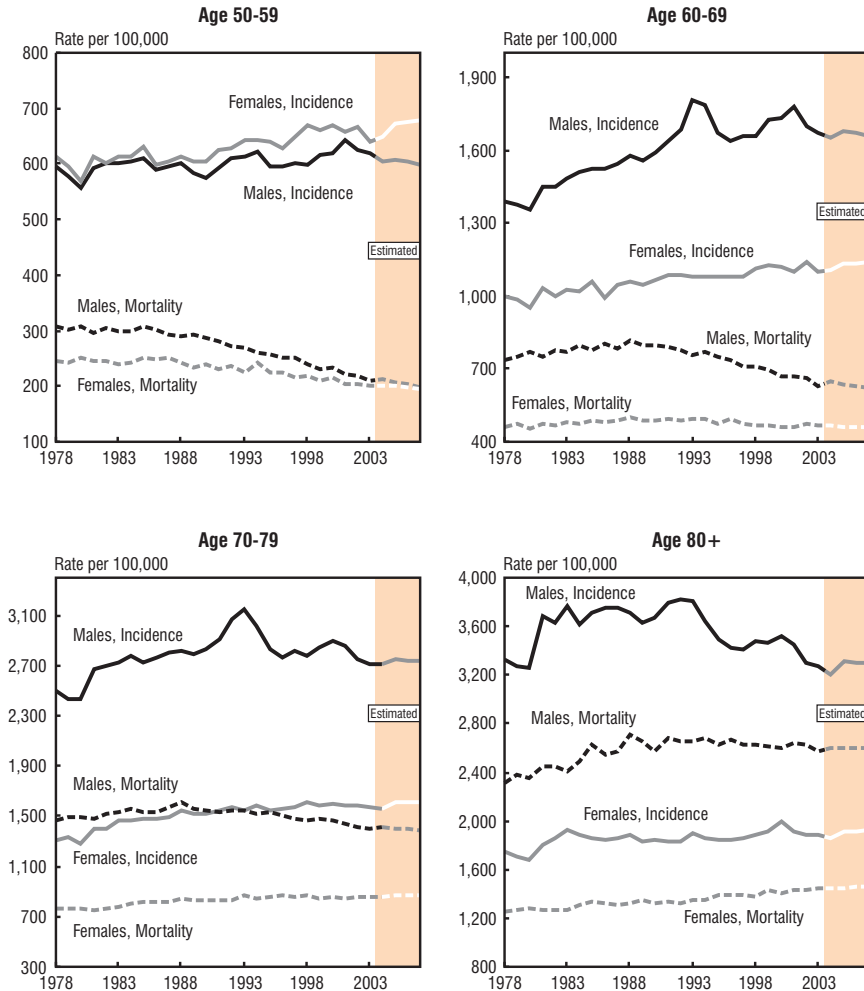 Age 50-59
Rate per 100,000
800
700
600
500
400
300
200
100
Females, Incidence
Males, Incidence
Estimated
Males, Mortality
Females, Mortality
1978 1983 1988 1993 1998 2003
Age 60-69
Rate per 100,000
1,900
1,600
1,300
1,000
700
400
Males, Incidence
Estimated
Females, Incidence
Males, Mortality
Females, Mortality
1978 1983 1988 1993 1998 2003
Age 70-79
Rate per 100,000
3,100
2,700
2,300
1,900
1,500
1,100
700
300
Males, Incidence
Estimated
Males, Mortality
Females, Incidence
Females, Mortality
1978 1983 1988 1993 1998 2003
Age 80+
Rate per 100,000
4,000
3,600
3,200
2,800
2,400
2,000
1,600
1,200
800
Males, Incidence
Estimated
Males, Mortality
Females, Incidence
Females, Mortality
1978 1983 1988 1993 1998 2003